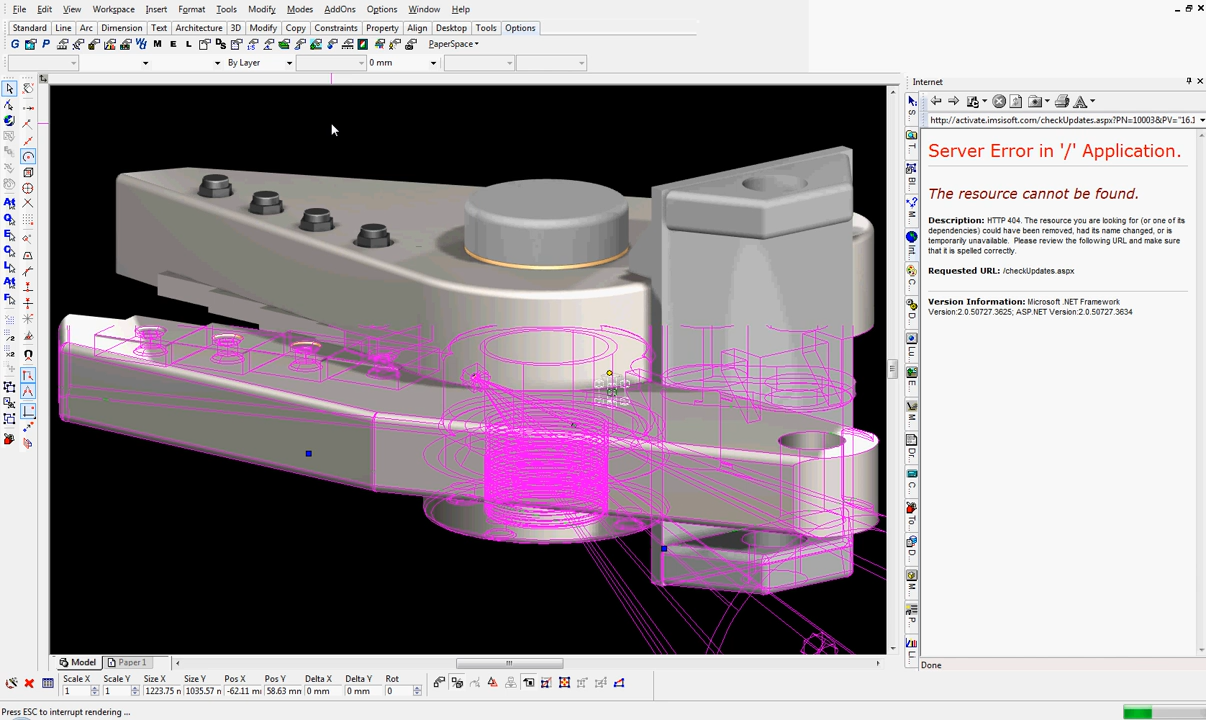 File Edit View Workspace Insert Format Tools Modify Modes AddOns Options Window Help
Standard Line Arc Dimension Text Architecture 3D Modify Copy Constraints Property Align Desktop Tools Options
PaperSpace
By Layer 0 mm
Internet
http://activate.imsisoft.com/checkUpdates.aspx?PN=10003&PV="16.1
Server Error in '/' Application.
The resource cannot be found.
Description: HTTP 404. The resource you are looking for (or one of its
dependencies) could have been removed, had its name changed, or is
temporarily unavailable. Please review the following URL and make sure
that it is spelled correctly.
Requested URL: /checkUpdates.aspx
Version Information: Microsoft .NET Framework
Version:2.0.50727.3625; ASP.NET Version:2.0.50727.3634
Model Paper 1
Done
Scale X Scale Y Size X Size Y Pos X Pos Y Delta X Delta Y Rot
1 1 1223.75 n 1035.57 n -62.11 m 58.63 mm 0 mm 0 mm 0
Press ESC to interrupt rendering ...